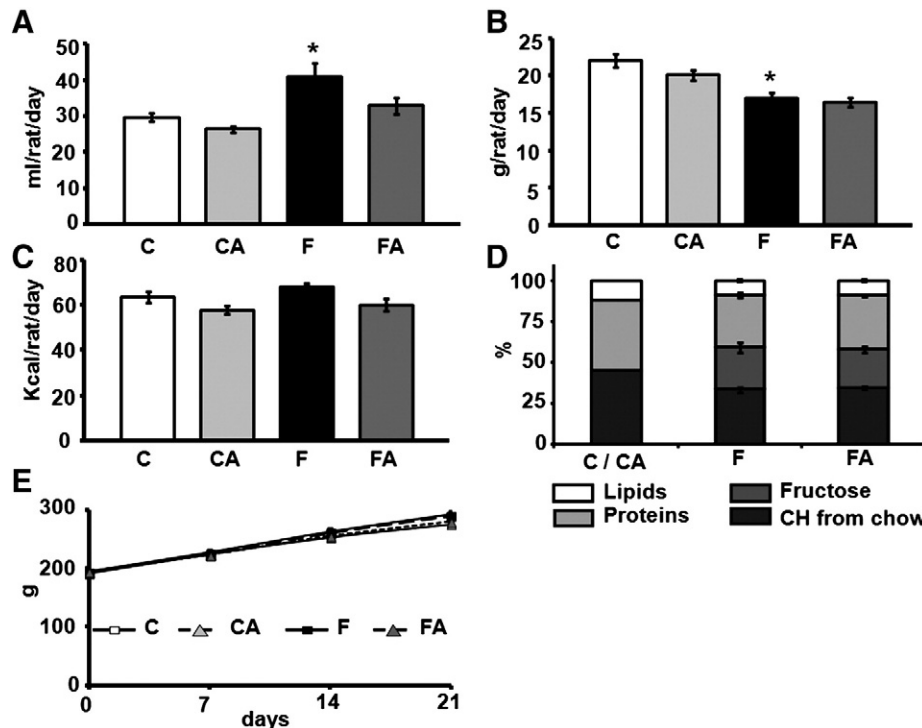 A
50
40
30
20
10
0
ml/rat/day
*
C CA F FA
B
25
20
15
10
5
0
g/rat/day
*
C CA F FA
C
80
60
40
20
0
Kcal/rat/day
C CA F FA
D
100
75
50
25
0
%
C / CA F FA
Lipids Fructose
Proteins CH from chow
E
300
200
100
0
g
C CA F FA
0 7 14 21
days